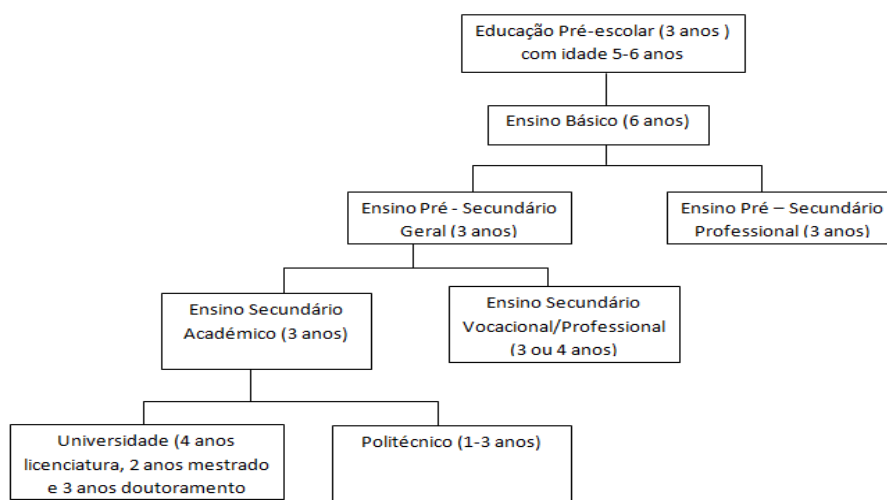 Educação Pré-escolar (3 anos )
com idade 5-6 anos
Ensino Básico (6 anos)
Ensino Pré - Secundário
Geral (3 anos)
Ensino Pré – Secundário
Professional (3 anos)
Ensino Secundário
Académico (3 anos)
Ensino Secundário
Vocacional/Professional
(3 ou 4 anos)
Universidade (4 anos
licenciatura, 2 anos mestrado
e 3 anos doutoramento
Politécnico (1-3 anos)